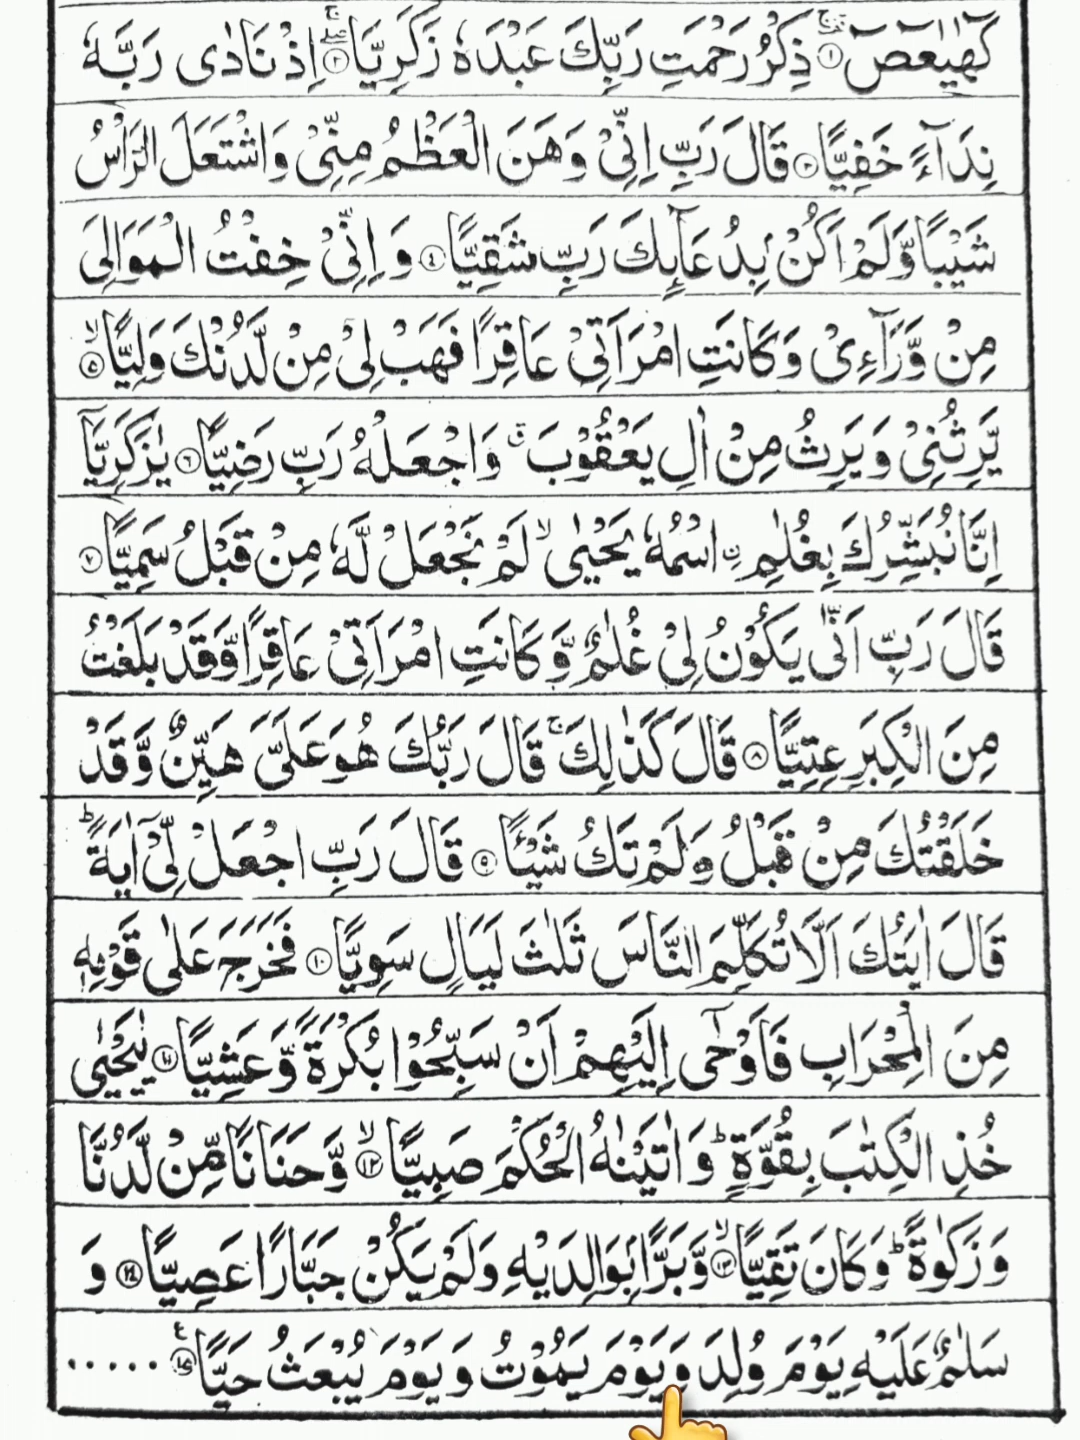 كٓهٰيٰعٓصٓ ۝١ ذِكْرُ رَحْمَتِ رَبِّكَ عَبْدَهٗ زَكَرِيَّا ۝٢ اِذْ نَادٰى رَبَّهٗ
نِدَآءً خَفِيًّا ۝٣ قَالَ رَبِّ اِنِّىْ وَهَنَ الْعَظْمُ مِنِّىْ وَاشْتَعَلَ الرَّاْسُ
شَيْبًا وَّلَمْ اَكُنْۢ بِدُعَآئِكَ رَبِّ شَقِيًّا ۝٤ وَاِنِّىْ خِفْتُ الْمَوَالِىَ
مِنْ وَّرَآءِىْ وَكَانَتِ امْرَاَتِىْ عَاقِرًا فَهَبْ لِىْ مِنْ لَّدُنْكَ وَلِيًّا ۝٥ۙ
يَّرِثُنِىْ وَيَرِثُ مِنْ اٰلِ يَعْقُوْبَ ۖق وَاجْعَلْهُ رَبِّ رَضِيًّا ۝٦ يٰزَكَرِيَّآ
اِنَّا نُبَشِّرُكَ بِغُلٰمِ ۨ اسْمُهٗ يَحْيٰى ۙ لَمْ نَجْعَلْ لَّهٗ مِنْ قَبْلُ سَمِيًّا ۝٧
قَالَ رَبِّ اَنّٰى يَكُوْنُ لِىْ غُلٰمٌ وَّكَانَتِ امْرَاَتِىْ عَاقِرًا وَّقَدْ بَلَغْتُ
مِنَ الْكِبَرِ عِتِيًّا ۝٨ قَالَ كَذٰلِكَ ۚ قَالَ رَبُّكَ هُوَ عَلَىَّ هَيِّنٌ وَّقَدْ
خَلَقْتُكَ مِنْ قَبْلُ وَلَمْ تَكُ شَيْـًٔا ۝٩ قَالَ رَبِّ اجْعَلْ لِّىْٓ اٰيَةً ؕ
قَالَ اٰيَتُكَ اَلَّا تُكَلِّمَ النَّاسَ ثَلٰثَ لَيَالٍ سَوِيًّا ۝١٠ فَخَرَجَ عَلٰى قَوْمِهٖ
مِنَ الْمِحْرَابِ فَاَوْحٰٓى اِلَيْهِمْ اَنْ سَبِّحُوْا بُكْرَةً وَّعَشِيًّا ۝١١ يٰيَحْيٰى
خُذِ الْكِتٰبَ بِقُوَّةٍ ؕ وَاٰتَيْنٰهُ الْحُكْمَ صَبِيًّا ۝١٢ۙ وَّحَنَانًا مِّنْ لَّدُنَّا
وَزَكٰوةً ؕ وَكَانَ تَقِيًّا ۝١٣ۙ وَّبَرًّاۢ بِوَالِدَيْهِ وَلَمْ يَكُنْ جَبَّارًا عَصِيًّا ۝١٤ وَ
سَلٰمٌ عَلَيْهِ يَوْمَ وُلِدَ وَيَوْمَ يَمُوْتُ وَيَوْمَ يُبْعَثُ حَيًّا ۝١٥ع ......